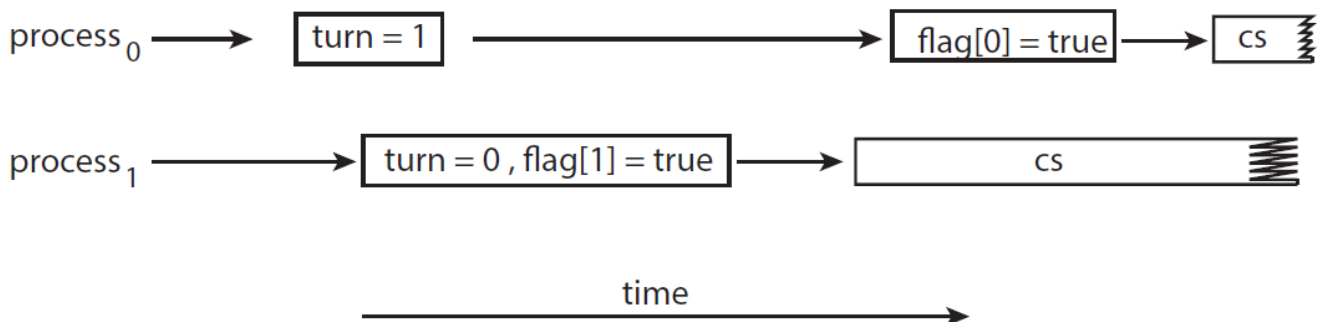 process₀ turn = 1 flag[0] = true cs
process₁ turn = 0 , flag[1] = true cs
time